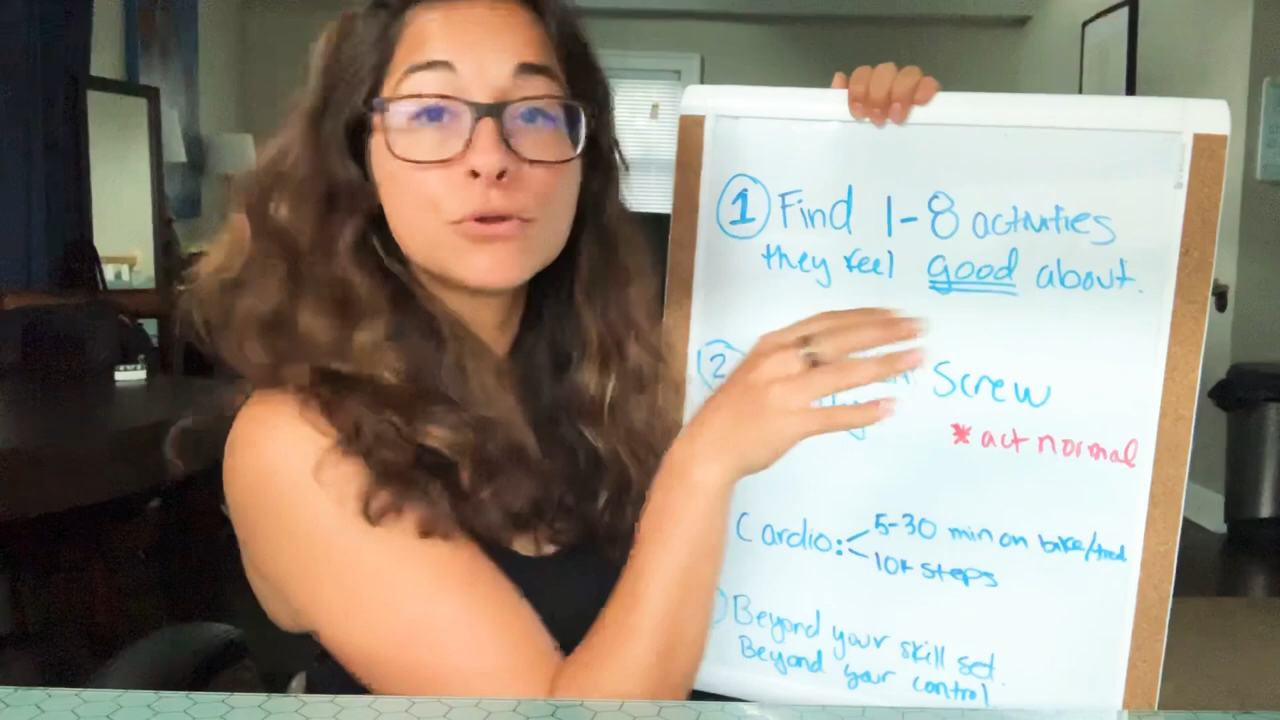 1 Find 1-8 activities
they feel good about.
2 Screw
* act normal
Cardio: 5-30 min on bike/tred
10k steps
Beyond your skill set.
Beyond your control